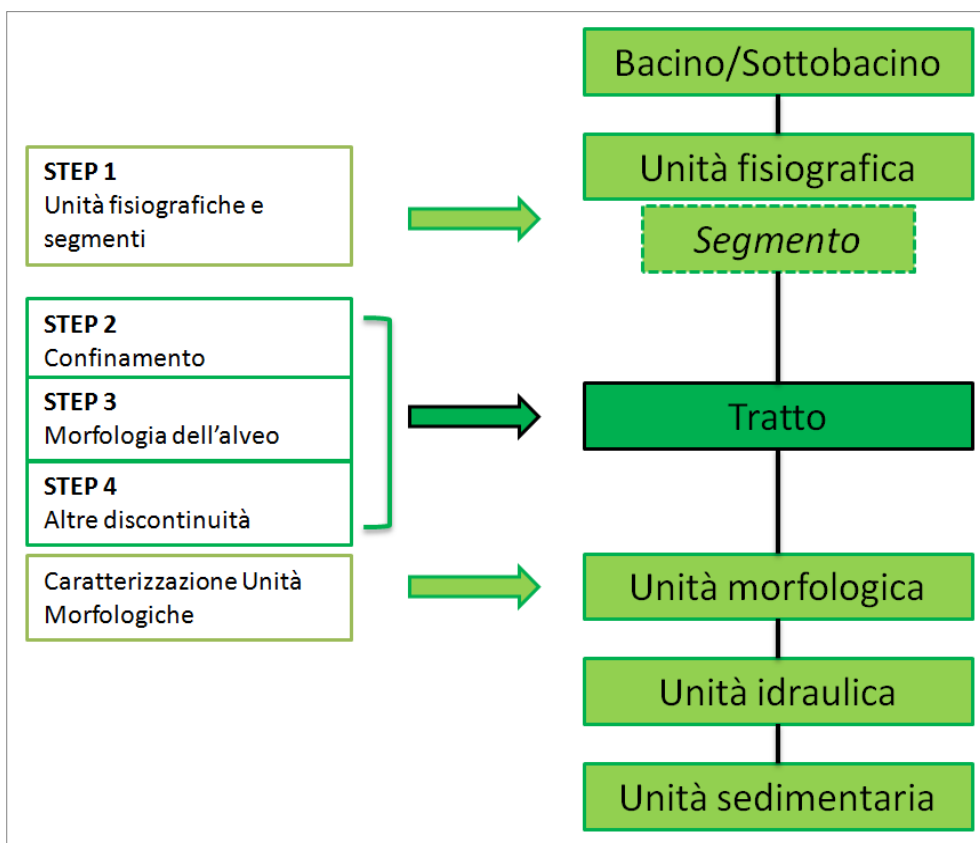 Bacino/Sottobacino
STEP 1
Unità fisiografiche e
segmenti
Unità fisiografica
Segmento
STEP 2
Confinamento
STEP 3
Morfologia dell'alveo
STEP 4
Altre discontinuità
Tratto
Caratterizzazione Unità
Morfologiche
Unità morfologica
Unità idraulica
Unità sedimentaria